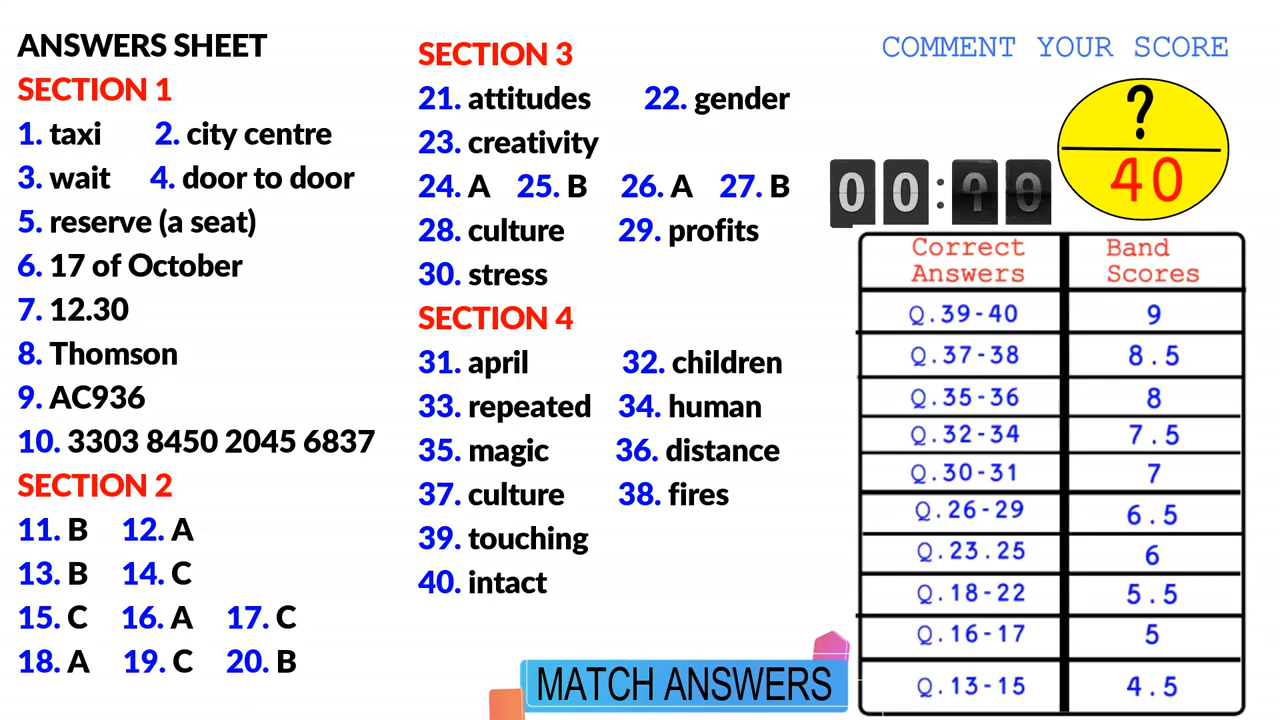 ANSWERS SHEET
SECTION 1
1. taxi 2. city centre
3. wait 4. door to door
5. reserve (a seat)
6. 17 of October
7. 12.30
8. Thomson
9. AC936
10. 3303 8450 2045 6837
SECTION 2
11. B 12. A
13. B 14. C
15. C 16. A 17. C
18. A 19. C 20. B
SECTION 3
21. attitudes 22. gender
23. creativity
24. A 25. B 26. A 27. B
28. culture 29. profits
30. stress
SECTION 4
31. april 32. children
33. repeated 34. human
35. magic 36. distance
37. culture 38. fires
39. touching
40. intact
MATCH ANSWERS
COMMENT YOUR SCORE
?
40
00:
Correct Answers Band Scores
Q.39-40 9
Q.37-38 8.5
Q.35-36 8
Q.32-34 7.5
Q.30-31 7
Q.26-29 6.5
Q.23.25 6
Q.18-22 5.5
Q.16-17 5
Q.13-15 4.5